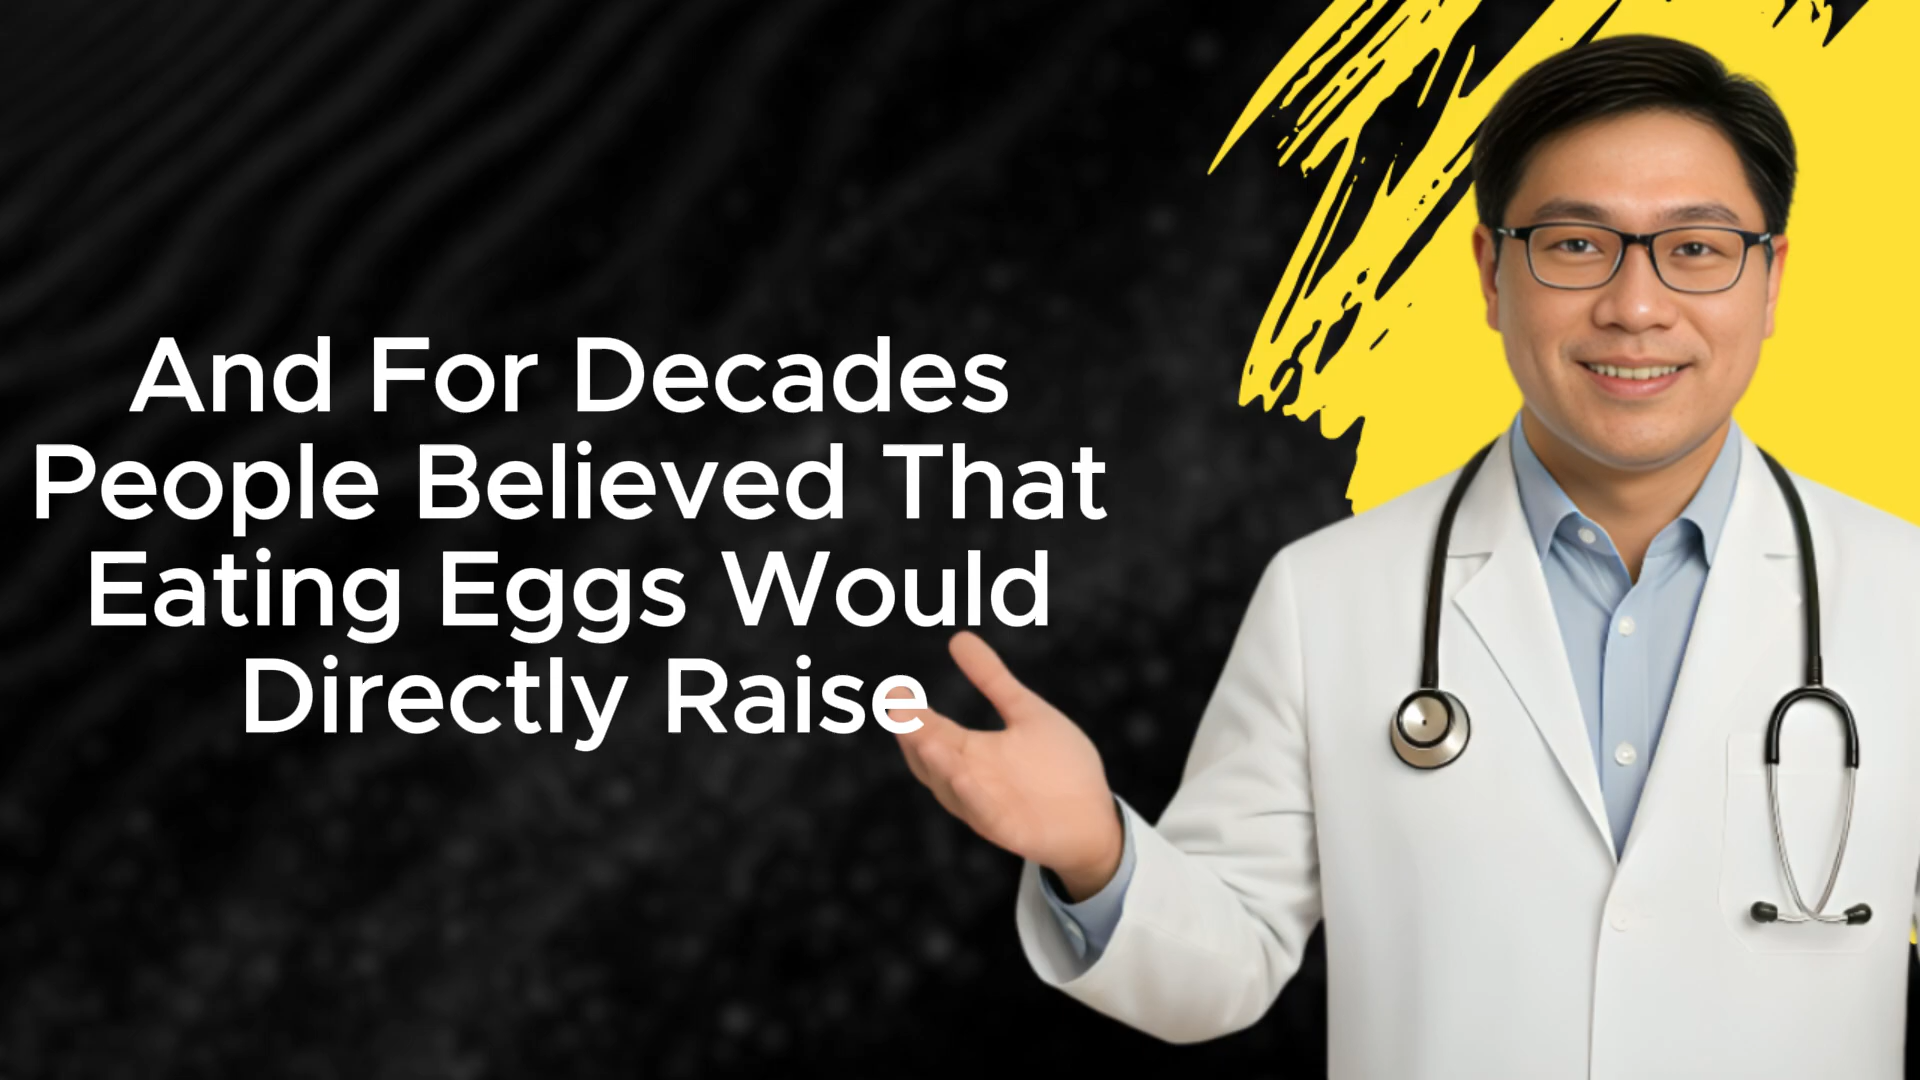 And For Decades
People Believed That
Eating Eggs Would
Directly Raise